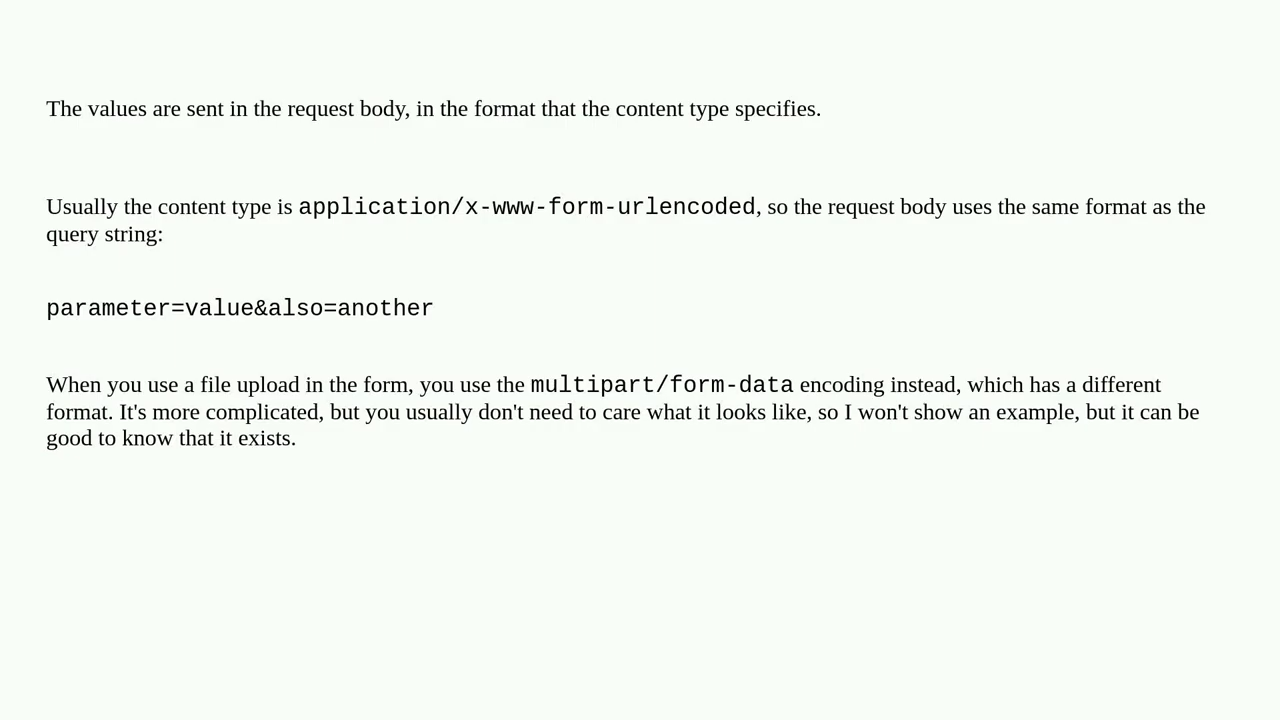 The values are sent in the request body, in the format that the content type specifies.
Usually the content type is application/x-www-form-urlencoded, so the request body uses the same format as the
query string:
parameter=value&also=another
When you use a file upload in the form, you use the multipart/form-data encoding instead, which has a different
format. It's more complicated, but you usually don't need to care what it looks like, so I won't show an example, but it can be
good to know that it exists.